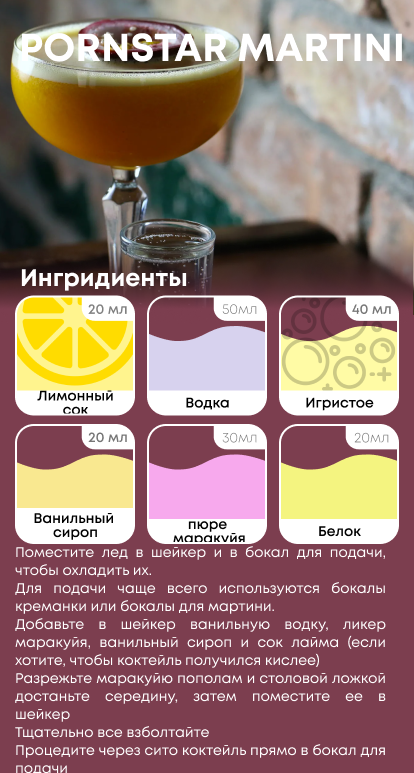 PORNSTAR MARTINI
Ингридиенты
20 мл
50мл
40 мл
Лимонный
сок
Водка
Игристое
20 мл
30мл
20мл
Ванильный
сироп
пюре
маракуйя
Белок
Поместите лед в шейкер и в бокал для подачи,
чтобы охладить их.
Для подачи чаще всего используются бокалы
креманки или бокалы для мартини.
Добавьте в шейкер ванильную водку, ликер
маракуйя, ванильный сироп и сок лайма (если
хотите, чтобы коктейль получился кислее)
Разрежьте маракуйю пополам и столовой ложкой
достаньте середину, затем поместите ее в
шейкер
Тщательно все взболтайте
Процедите через сито коктейль прямо в бокал для
подачи